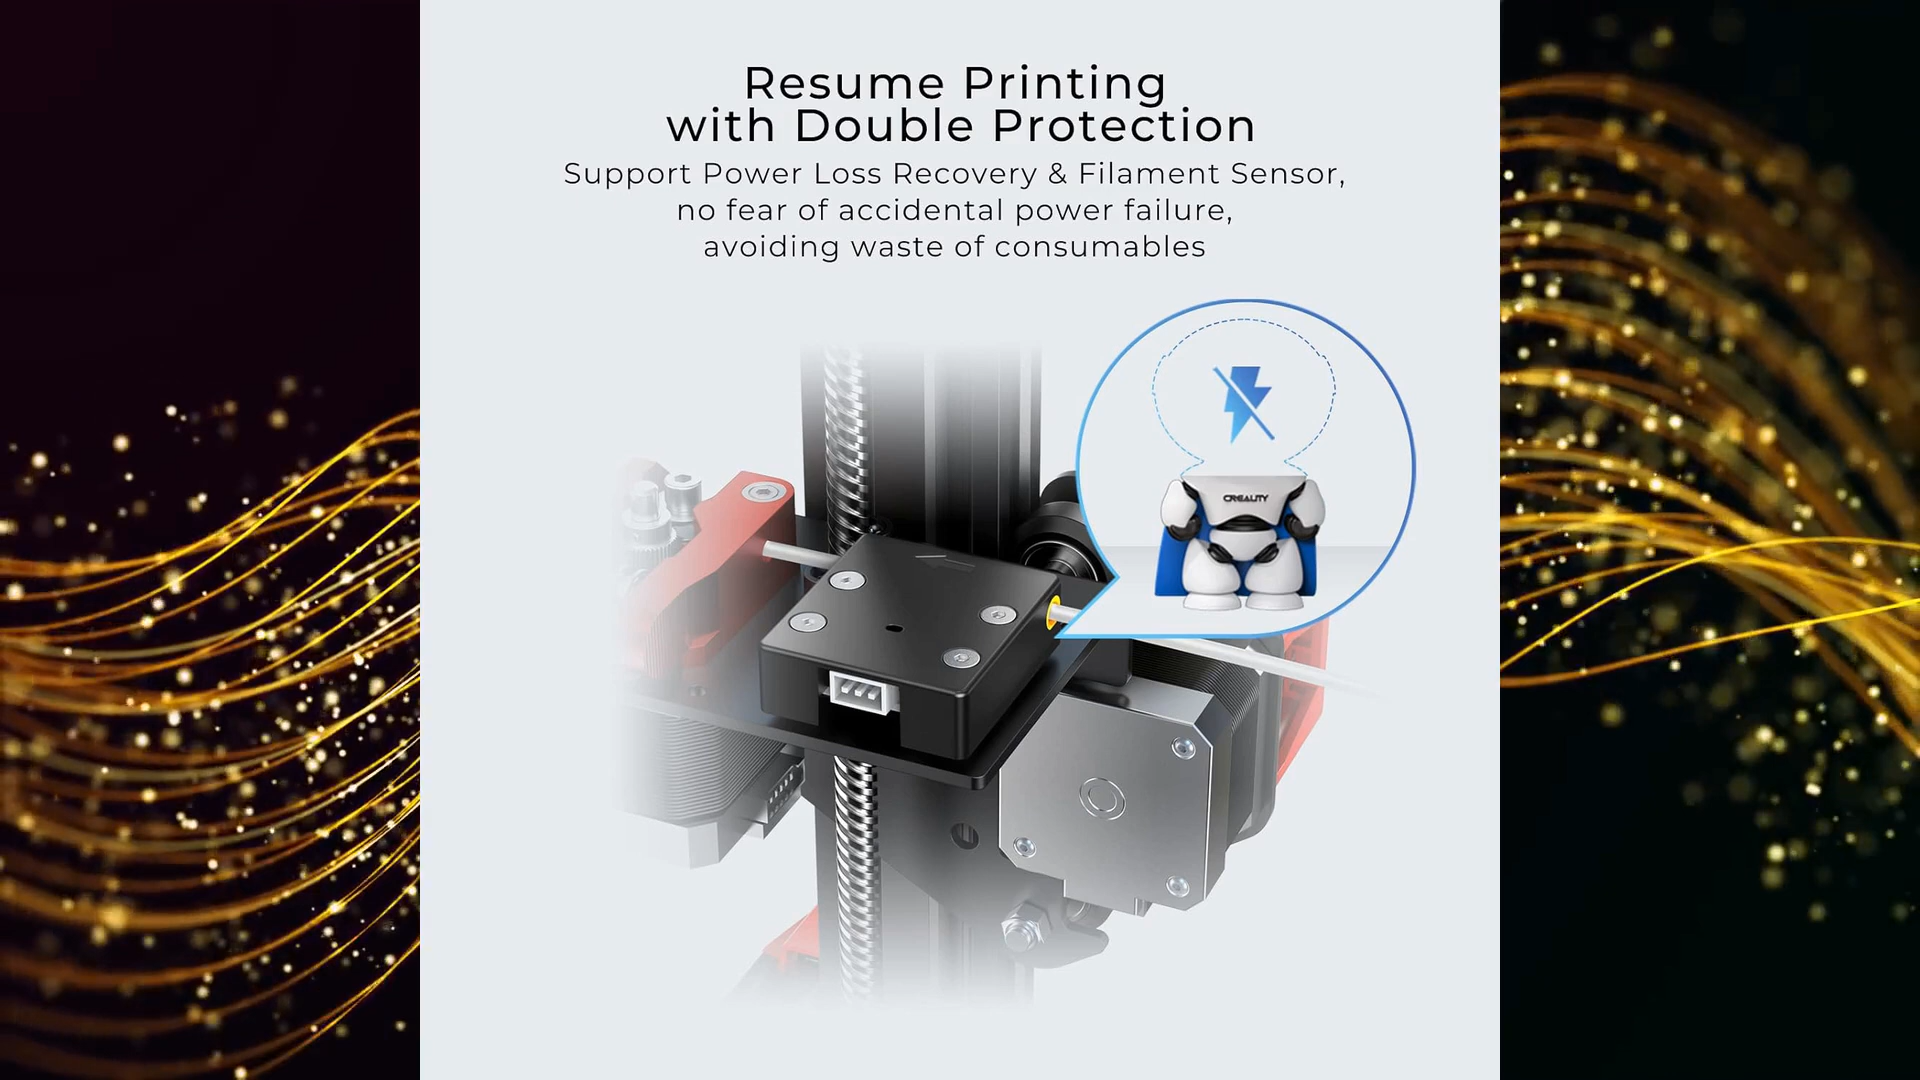 Resume Printing
with Double Protection
Support Power Loss Recovery & Filament Sensor,
no fear of accidental power failure,
avoiding waste of consumables
CREALITY